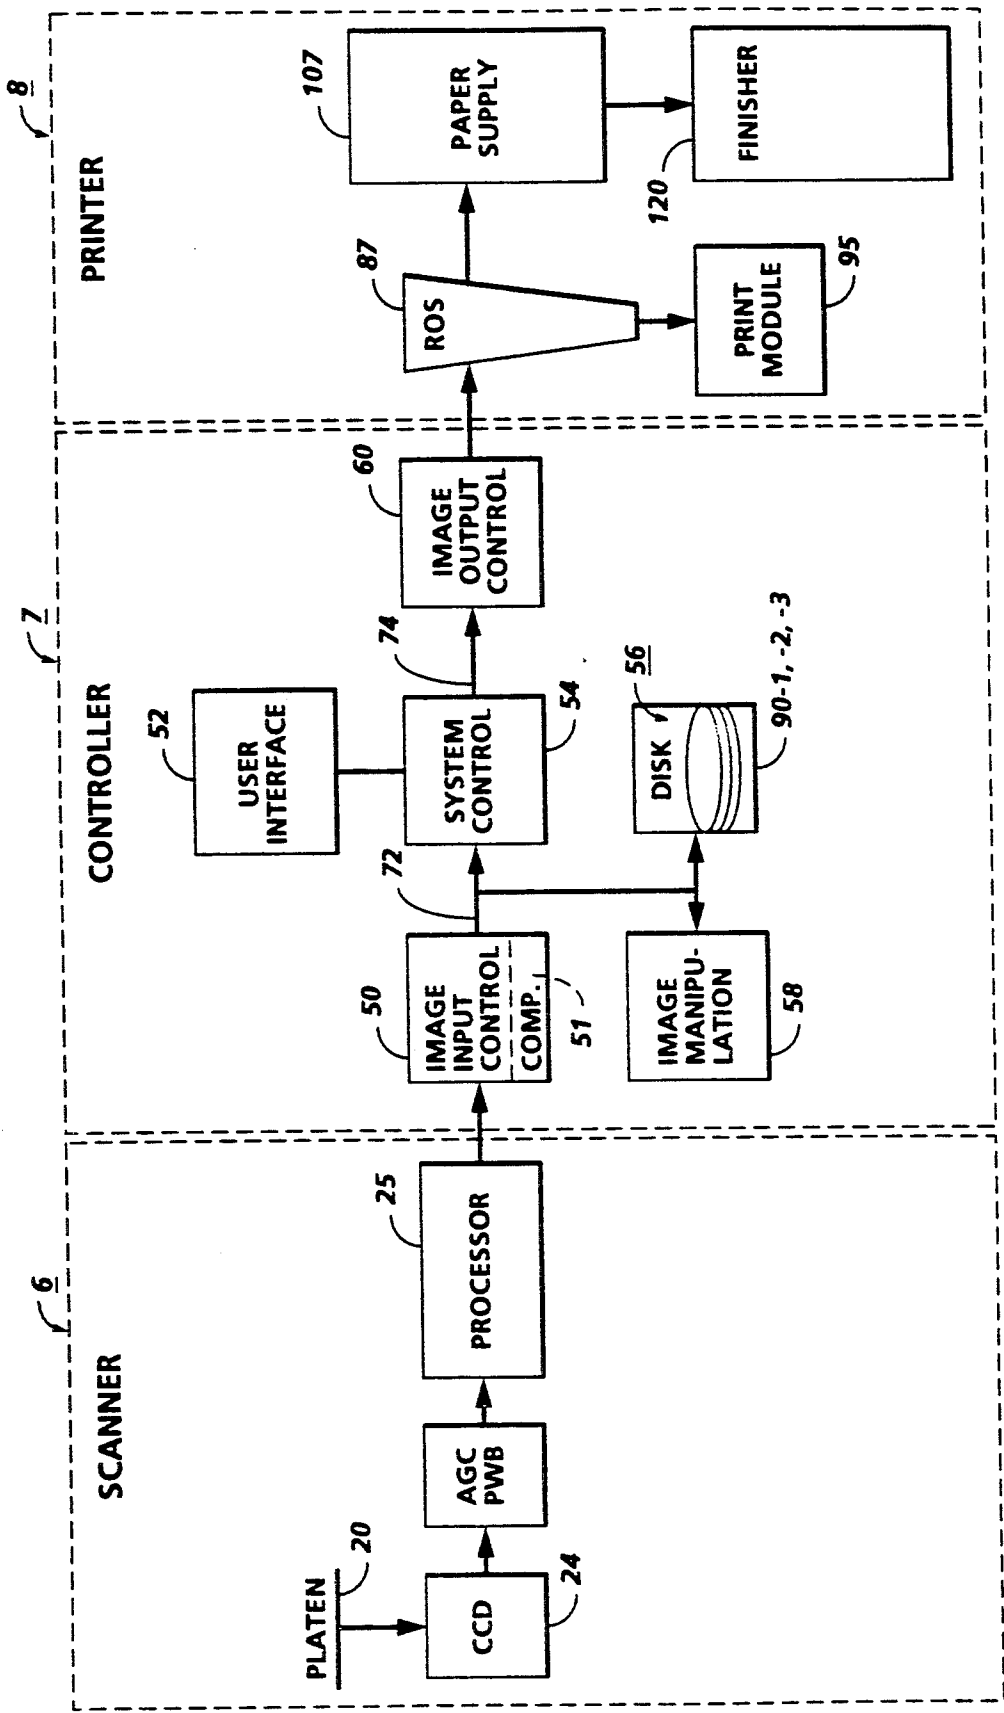 SCANNER
6
PLATEN
20
CCD
24
AGC
PWB
PROCESSOR
25
CONTROLLER
7
IMAGE
INPUT
CONTROL
COMP.
50
51
72
USER
INTERFACE
52
SYSTEM
CONTROL
54
74
IMAGE
MANIPU-
LATION
58
DISK
56
90-1, -2, -3
IMAGE
OUTPUT
CONTROL
60
PRINTER
8
ROS
87
PRINT
MODULE
95
PAPER
SUPPLY
107
FINISHER
120